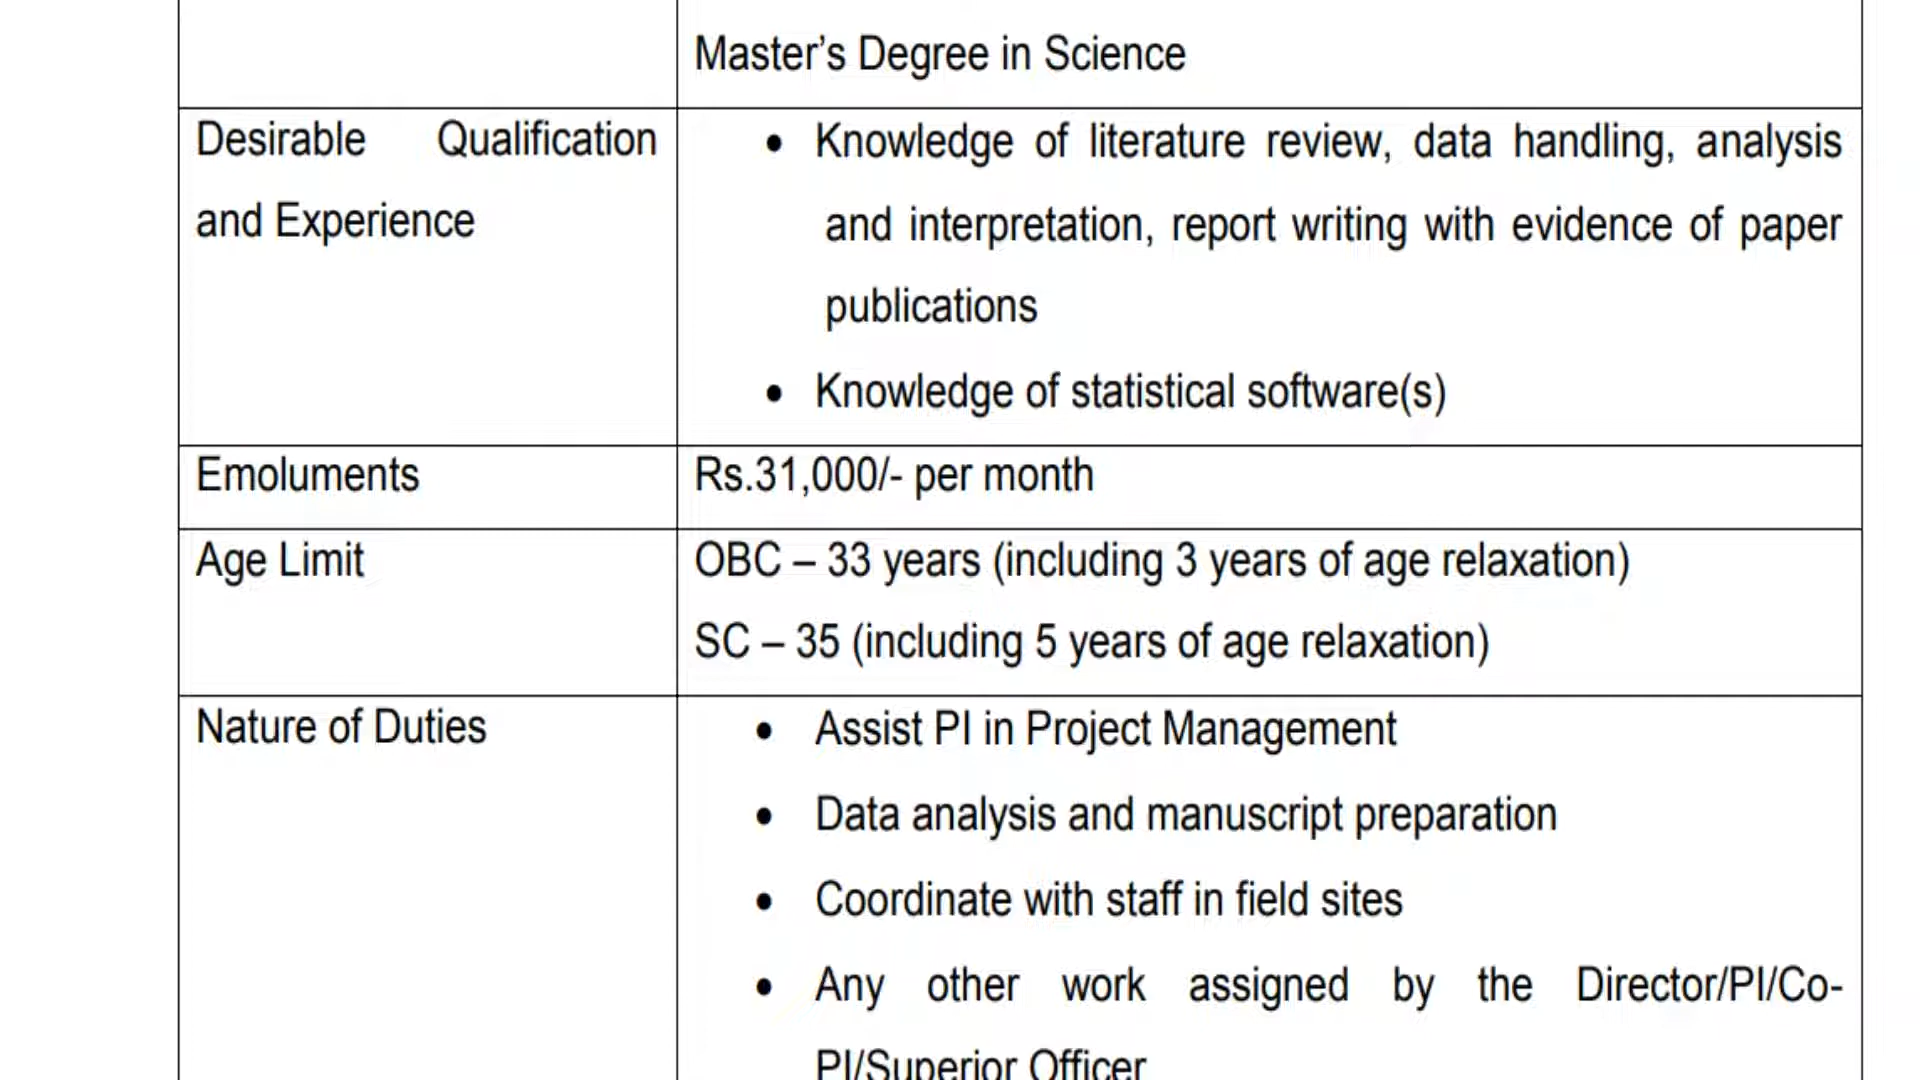 Master’s Degree in Science
Desirable Qualification
and Experience
• Knowledge of literature review, data handling, analysis
and interpretation, report writing with evidence of paper
publications
• Knowledge of statistical software(s)
Emoluments
Rs.31,000/- per month
Age Limit
OBC – 33 years (including 3 years of age relaxation)
SC – 35 (including 5 years of age relaxation)
Nature of Duties
• Assist PI in Project Management
• Data analysis and manuscript preparation
• Coordinate with staff in field sites
• Any other work assigned by the Director/PI/Co-
PI/Superior Officer